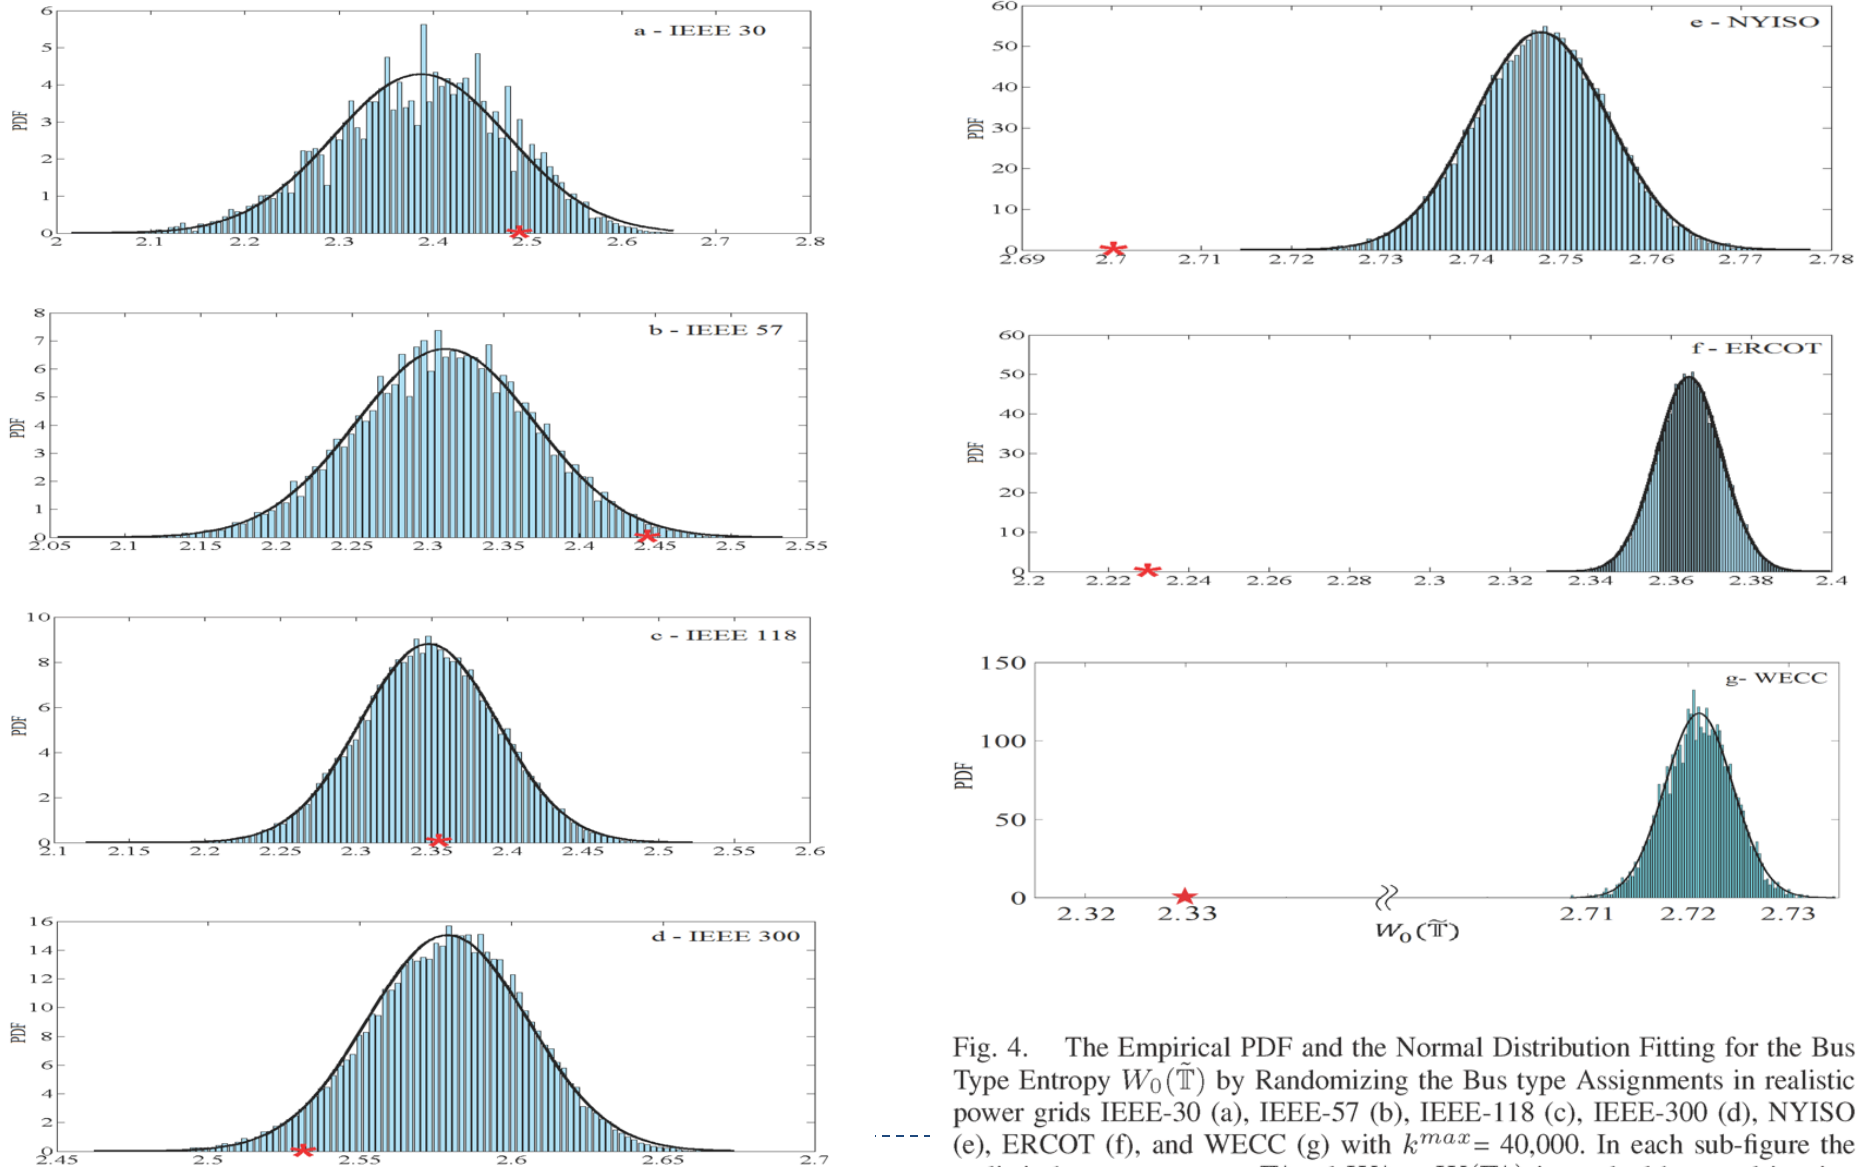 a - IEEE 30
PDF
6
5
4
3
2
1
0
2 2.1 2.2 2.3 2.4 2.5 2.6 2.7 2.8
b - IEEE 57
PDF
8
7
6
5
4
3
2
1
0
2.05 2.1 2.15 2.2 2.25 2.3 2.35 2.4 2.45 2.5 2.55
c - IEEE 118
PDF
10
8
6
4
2
0
2.1 2.15 2.2 2.25 2.3 2.35 2.4 2.45 2.5 2.55 2.6
d - IEEE 300
PDF
16
14
12
10
8
6
4
2
2.45 2.5 2.55 2.6 2.65 2.7
e - NYISO
PDF
60
50
40
30
20
10
0
2.69 2.7 2.71 2.72 2.73 2.74 2.75 2.76 2.77 2.78
f - ERCOT
PDF
60
50
40
30
20
10
0
2.2 2.22 2.24 2.26 2.28 2.3 2.32 2.34 2.36 2.38 2.4
g- WECC
PDF
150
100
50
0
2.32 2.33 2.71 2.72 2.73
W₀(𝕋̃)
Fig. 4. The Empirical PDF and the Normal Distribution Fitting for the Bus
Type Entropy W₀(𝕋̃) by Randomizing the Bus type Assignments in realistic
power grids IEEE-30 (a), IEEE-57 (b), IEEE-118 (c), IEEE-300 (d), NYISO
(e), ERCOT (f), and WECC (g) with kᵐᵃˣ= 40,000. In each sub-figure the